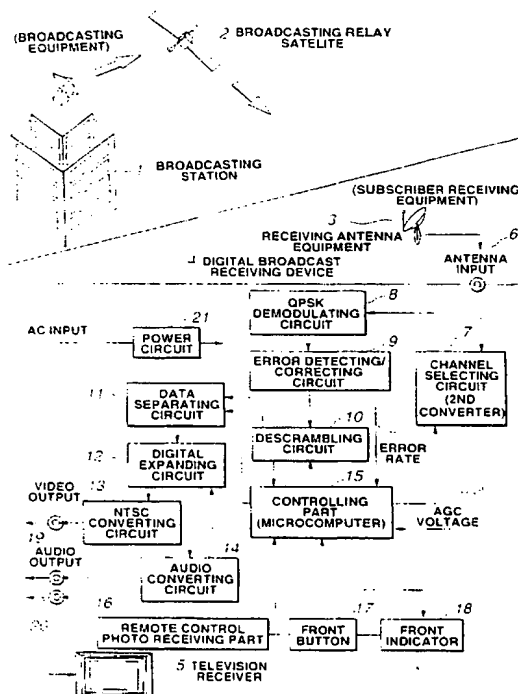 (BROADCASTING
EQUIPMENT)
2 BROADCASTING RELAY
SATELITE
1 BROADCASTING
STATION
(SUBSCRIBER RECEIVING
EQUIPMENT)
3
RECEIVING ANTENNA
EQUIPMENT
6
ANTENNA
INPUT
DIGITAL BROADCAST
RECEIVING DEVICE
8
QPSK
DEMODULATING
CIRCUIT
21
AC INPUT
POWER
CIRCUIT
9
ERROR DETECTING/
CORRECTING
CIRCUIT
7
CHANNEL
SELECTING
CIRCUIT
(2ND
CONVERTER)
11
DATA
SEPARATING
CIRCUIT
10
DESCRAMBLING
CIRCUIT
ERROR
RATE
12
DIGITAL
EXPANDING
CIRCUIT
15
CONTROLLING
PART
(MICROCOMPUTER)
AGC
VOLTAGE
VIDEO
OUTPUT
13
NTSC
CONVERTING
CIRCUIT
19
AUDIO
OUTPUT
14
AUDIO
CONVERTING
CIRCUIT
20
16
REMOTE CONTROL
PHOTO RECEIVING PART
17
FRONT
BUTTON
18
FRONT
INDICATOR
5 TELEVISION
RECEIVER